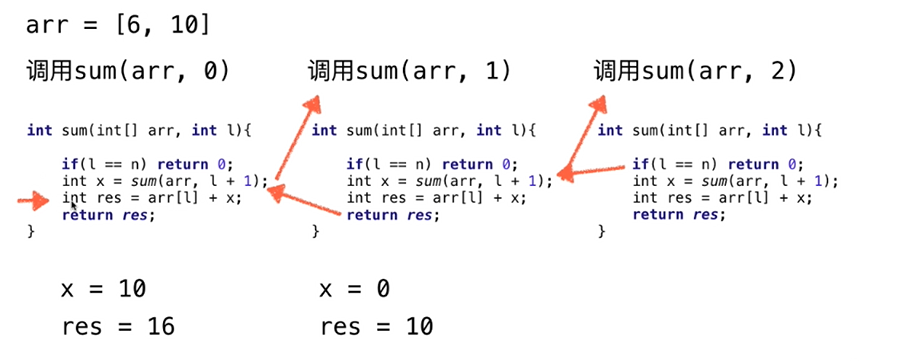 arr = [6, 10]
调用sum(arr, 0)
调用sum(arr, 1)
调用sum(arr, 2)
int sum(int[] arr, int l){
if(l == n) return 0;
int x = sum(arr, l + 1);
int res = arr[l] + x;
return res;
}
int sum(int[] arr, int l){
if(l == n) return 0;
int x = sum(arr, l + 1);
int res = arr[l] + x;
return res;
}
int sum(int[] arr, int l){
if(l == n) return 0;
int x = sum(arr, l + 1);
int res = arr[l] + x;
return res;
}
x = 10
res = 16
x = 0
res = 10